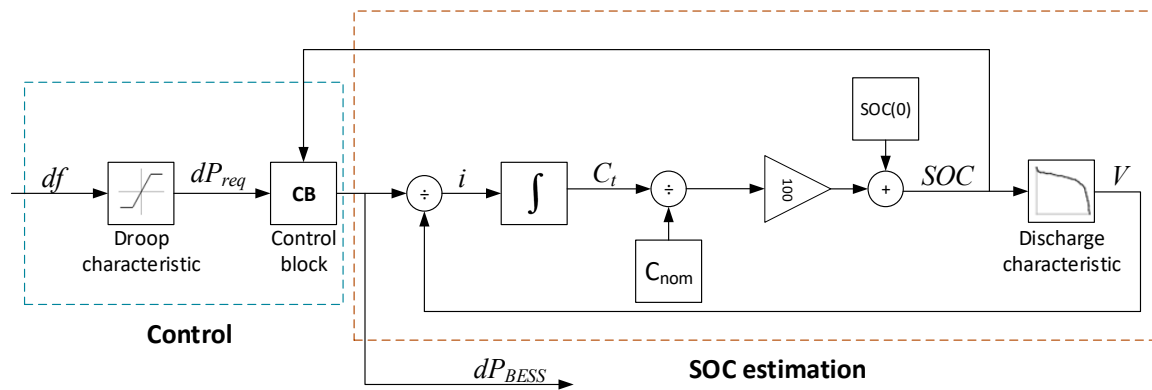 SOC(0)
df
dP_req
CB
÷
i
∫
C_t
÷
100
+
SOC
V
Droop
characteristic
Control
block
C_nom
Discharge
characteristic
Control
dP_BESS
SOC estimation